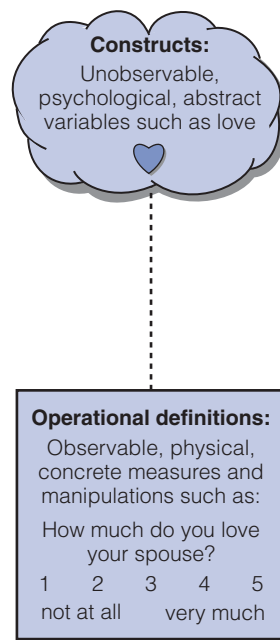 Constructs:
Unobservable,
psychological, abstract
variables such as love
Operational definitions:
Observable, physical,
concrete measures and
manipulations such as:
How much do you love
your spouse?
1 2 3 4 5
not at all very much